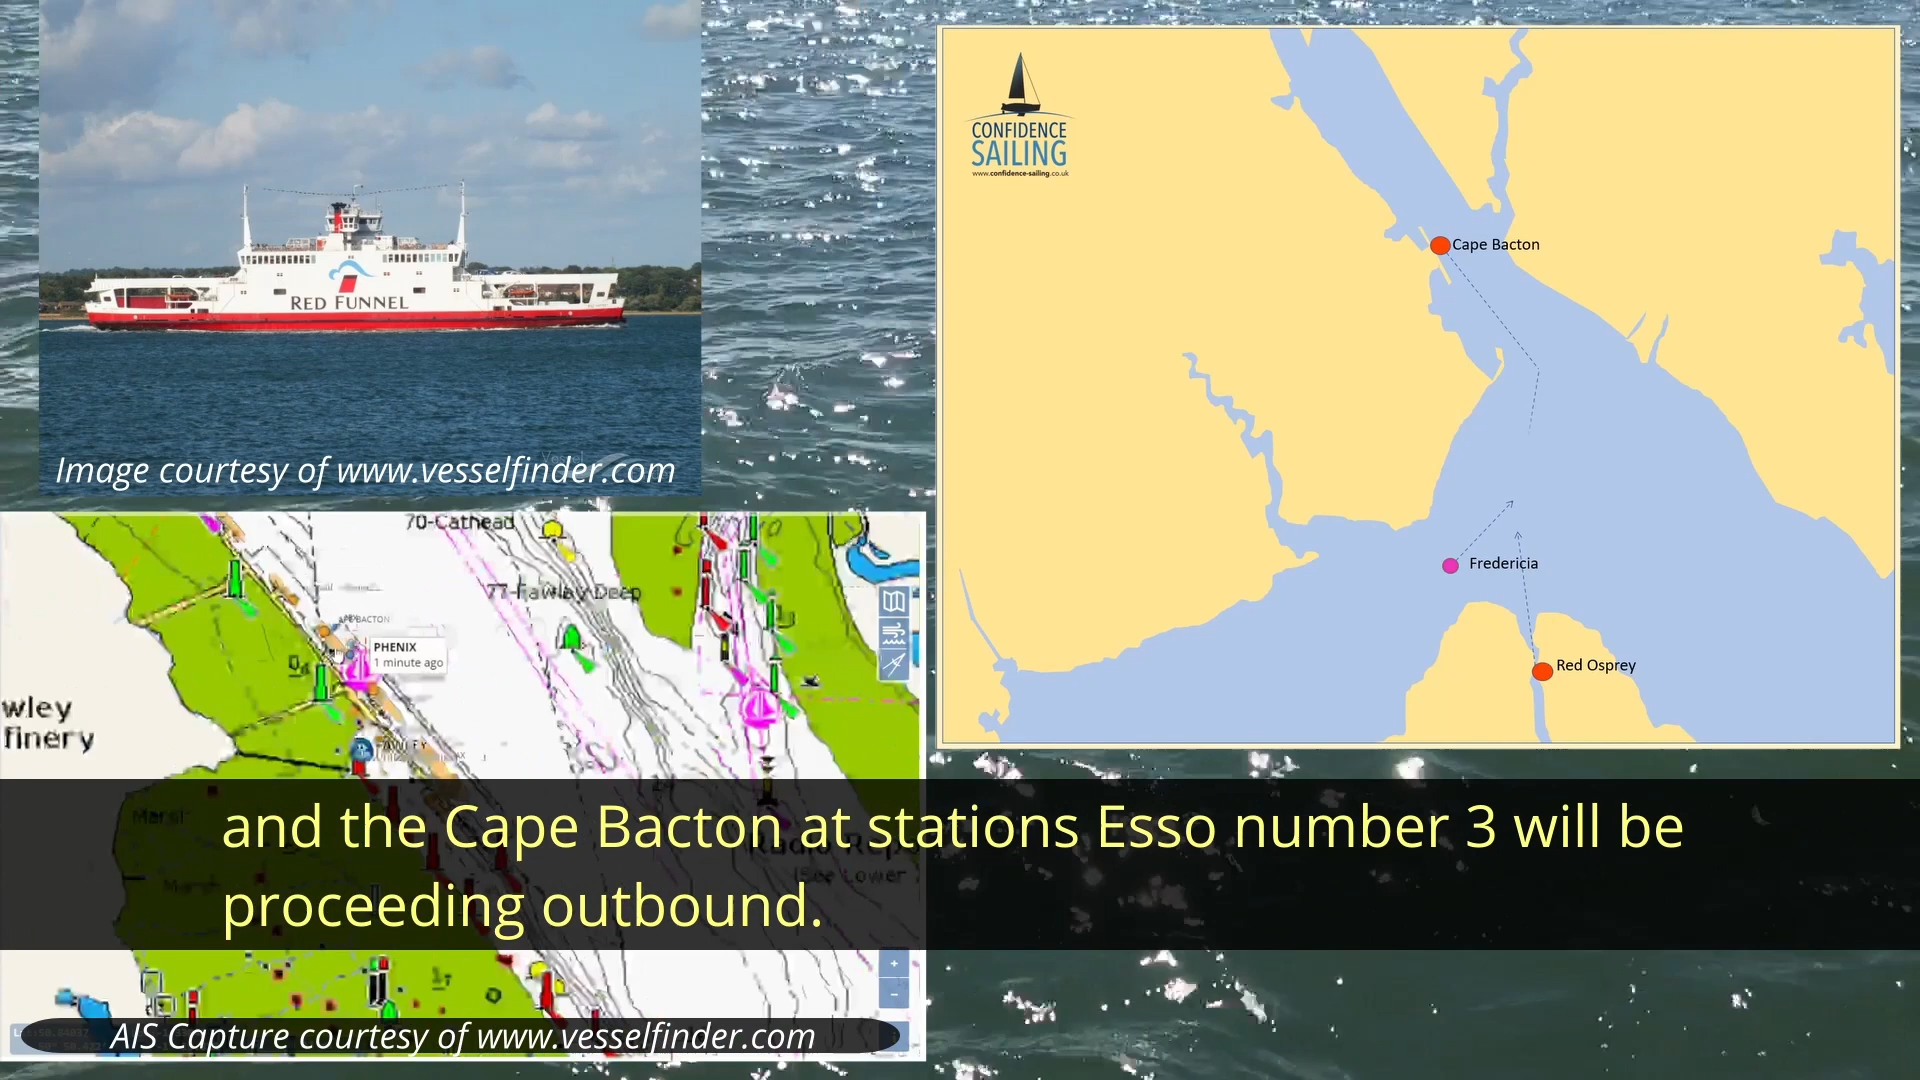 RED FUNNEL
Image courtesy of www.vesselfinder.com
CONFIDENCE
SAILING
www.confidence-sailing.co.uk
Cape Bacton
Fredericia
Red Osprey
70-Cathead
77-Fawley Deep
PHENIX
1 minute ago
wley
finery
FAWLEY
Marsh
and the Cape Bacton at stations Esso number 3 will be
proceeding outbound.
AIS Capture courtesy of www.vesselfinder.com